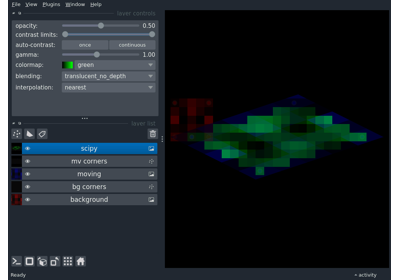 File View Plugins Window Help
layer controls
opacity: 0.50
contrast limits:
auto-contrast: once continuous
gamma: 1.00
colormap: green
blending: translucent_no_depth
interpolation: nearest
layer list
scipy
mv corners
moving
bg corners
background
Ready
activity